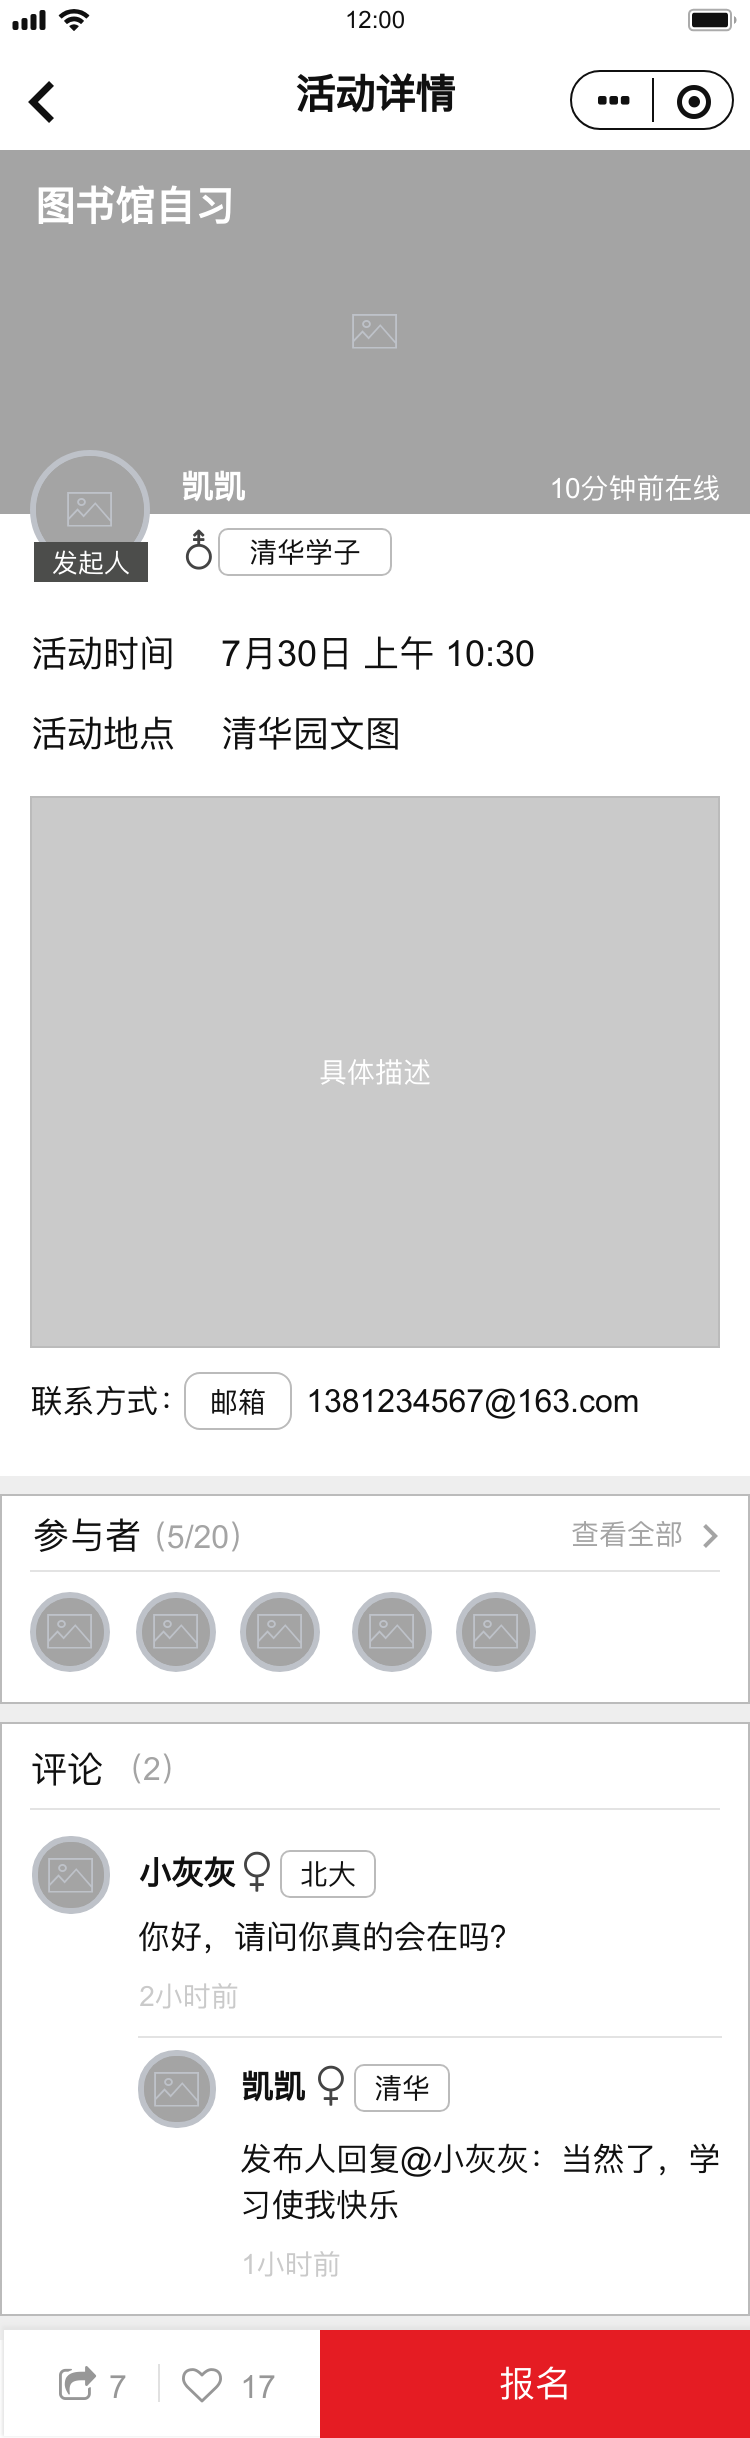 12:00
活动详情
图书馆自习
凯凯
10分钟前在线
发起人
清华学子
活动时间 7月30日 上午 10:30
活动地点 清华园文图
具体描述
联系方式： 邮箱 1381234567@163.com
参与者 (5/20) 查看全部
评论 (2)
小灰灰 北大
你好，请问你真的会在吗?
2小时前
凯凯 清华
发布人回复@小灰灰：当然了，学
习使我快乐
1小时前
7 17 报名